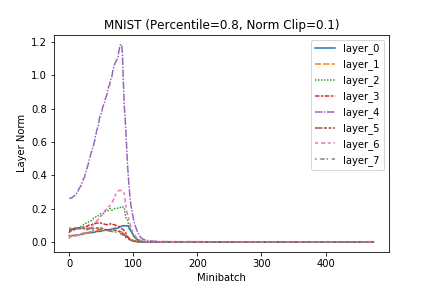 MNIST (Percentile=0.8, Norm Clip=0.1)
Layer Norm
1.2
1.0
0.8
0.6
0.4
0.2
0.0
layer_0
layer_1
layer_2
layer_3
layer_4
layer_5
layer_6
layer_7
0 100 200 300 400
Minibatch